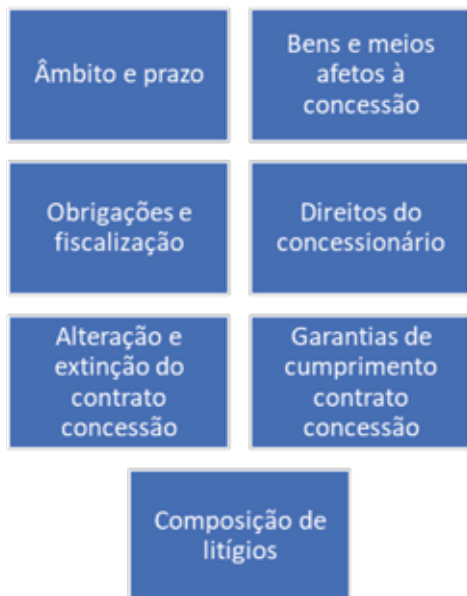 Âmbito e prazo
Bens e meios
afetos à
concessão
Obrigações e
fiscalização
Direitos do
concessionário
Alteração e
extinção do
contrato
concessão
Garantias de
cumprimento
contrato
concessão
Composição de
litígios